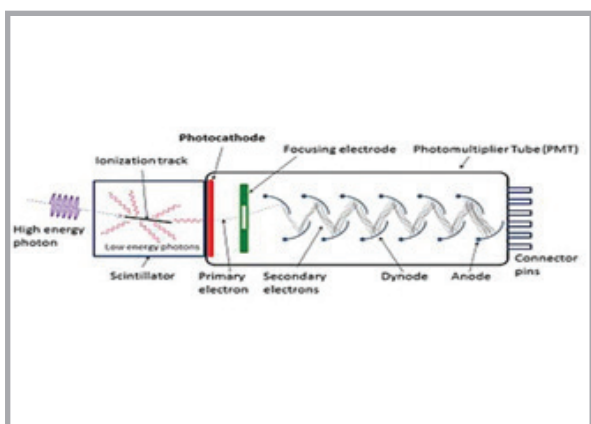 Photocathode
Ionization track
Focusing electrode
Photomultiplier Tube (PMT)
High energy
photon
Low energy photons
Scintillator
Primary
electron
Secondary
electrons
Dynode
Anode
Connector
pins